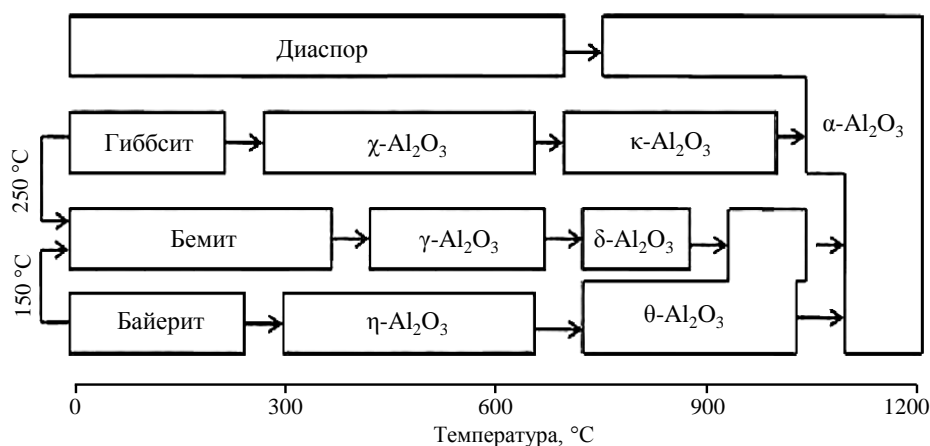 Диаспор
α-Al₂O₃
Гиббсит
χ-Al₂O₃
κ-Al₂O₃
250 °C
Бемит
γ-Al₂O₃
δ-Al₂O₃
150 °C
Байерит
η-Al₂O₃
θ-Al₂O₃
0 300 600 900 1200
Температура, °C